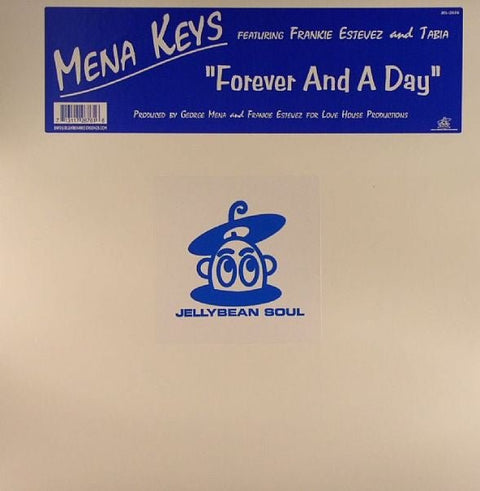 MENA KEYS
FEATURING FRANKIE ESTEVEZ and TABIA
"Forever And A Day"
PRODUCED BY GEORGE MENA and FRANKIE ESTEVEZ FOR LOVE HOUSE PRODUCTIONS
JELLYBEAN SOUL